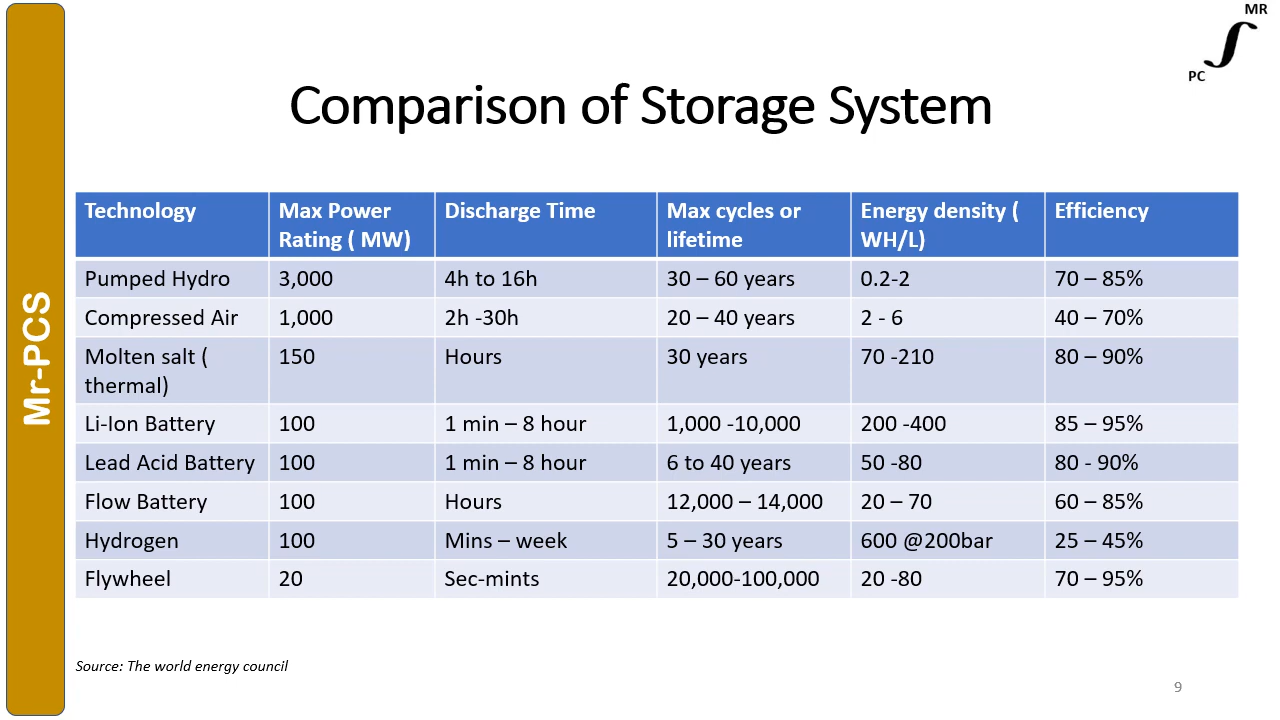 MR
PC
Mr-PCS
Comparison of Storage System
Technology
Max Power
Rating ( MW)
Discharge Time
Max cycles or
lifetime
Energy density (
WH/L)
Efficiency
Pumped Hydro
3,000
4h to 16h
30 – 60 years
0.2-2
70 – 85%
Compressed Air
1,000
2h -30h
20 – 40 years
2 - 6
40 – 70%
Molten salt (
thermal)
150
Hours
30 years
70 -210
80 – 90%
Li-Ion Battery
100
1 min – 8 hour
1,000 -10,000
200 -400
85 – 95%
Lead Acid Battery
100
1 min – 8 hour
6 to 40 years
50 -80
80 - 90%
Flow Battery
100
Hours
12,000 – 14,000
20 – 70
60 – 85%
Hydrogen
100
Mins – week
5 – 30 years
600 @200bar
25 – 45%
Flywheel
20
Sec-mints
20,000-100,000
20 -80
70 – 95%
Source: The world energy council
9